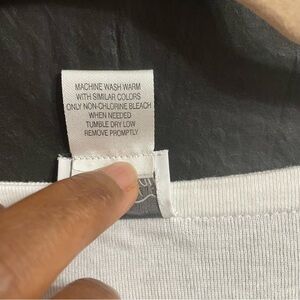 MACHINE WASH WARM
WITH SIMILAR COLORS
ONLY NON-CHLORINE BLEACH
WHEN NEEDED
TUMBLE DRY LOW
REMOVE PROMPTLY